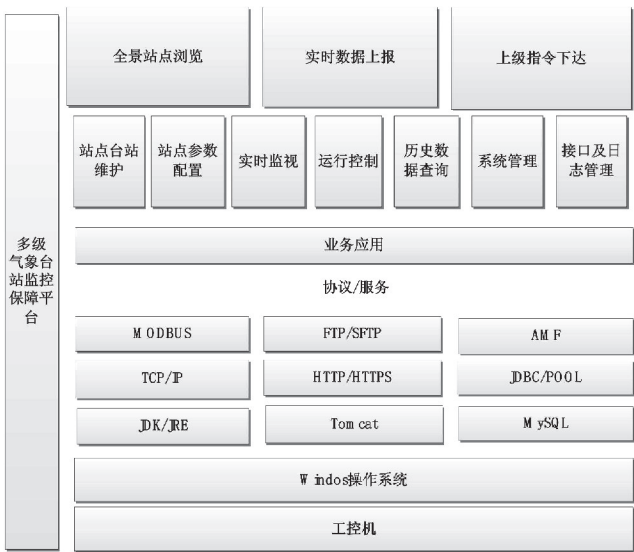 全景站点浏览
实时数据上报
上级指令下达
站点台站
维护
站点参数
配置
实时监视
运行控制
历史数
据查询
系统管理
接口及日
志管理
多级
气象台
站监控
保障平
台
业务应用
协议/服务
MODBUS
FTP/SFTP
AMF
TCP/IP
HTTP/HTTPS
JDBC/POOL
JDK/JRE
Tomcat
MySQL
Windos操作系统
工控机